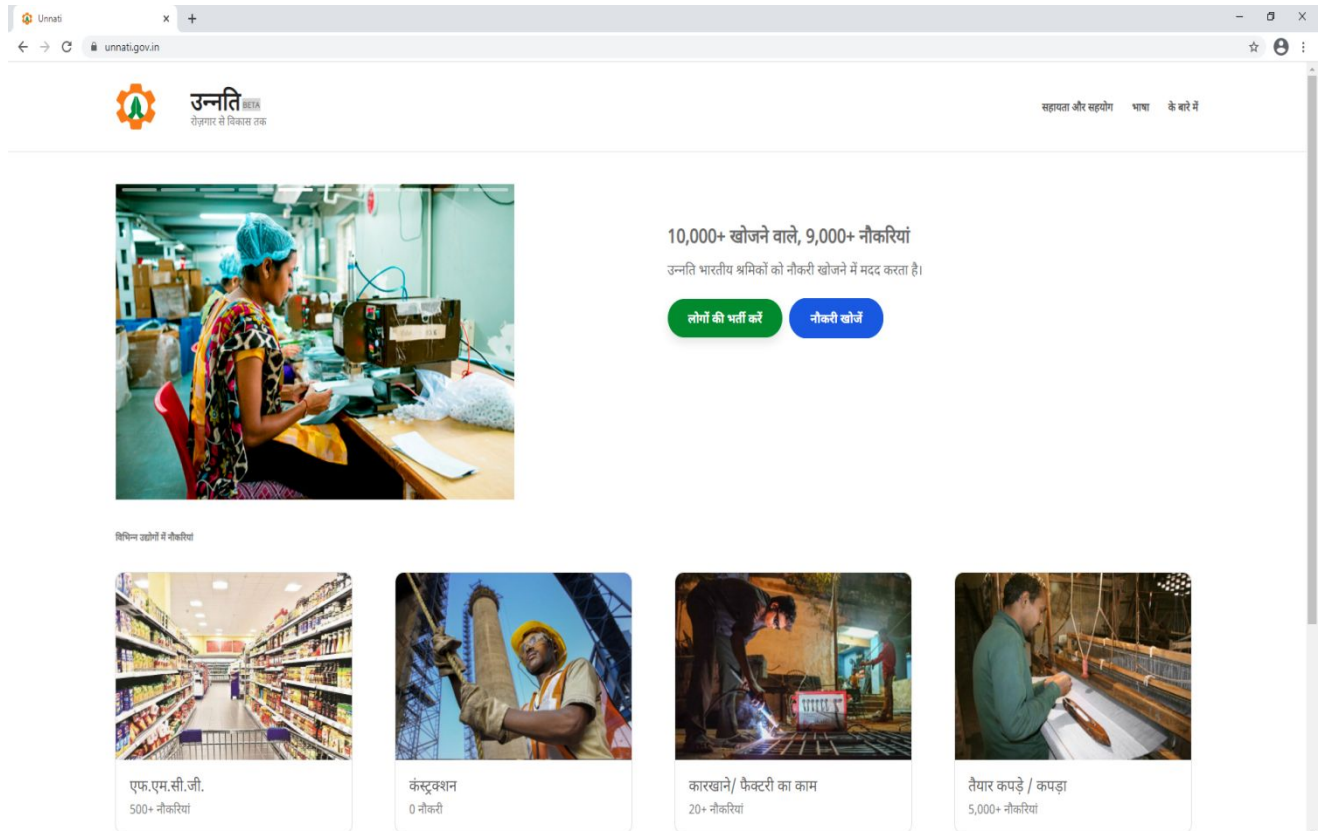 Unnati
unnati.gov.in
उन्नति BETA
रोज़गार से विकास तक
सहायता और सहयोग भाषा के बारे में
10,000+ खोजने वाले, 9,000+ नौकरियां
उन्नति भारतीय श्रमिकों को नौकरी खोजने में मदद करता है।
लोगों की भर्ती करें नौकरी खोजें
विभिन्न उद्योगों में नौकरियां
एफ.एम.सी.जी.
500+ नौकरियां
कंस्ट्रक्शन
0 नौकरी
कारखाने/ फैक्टरी का काम
20+ नौकरियां
तैयार कपड़े / कपड़ा
5,000+ नौकरियां